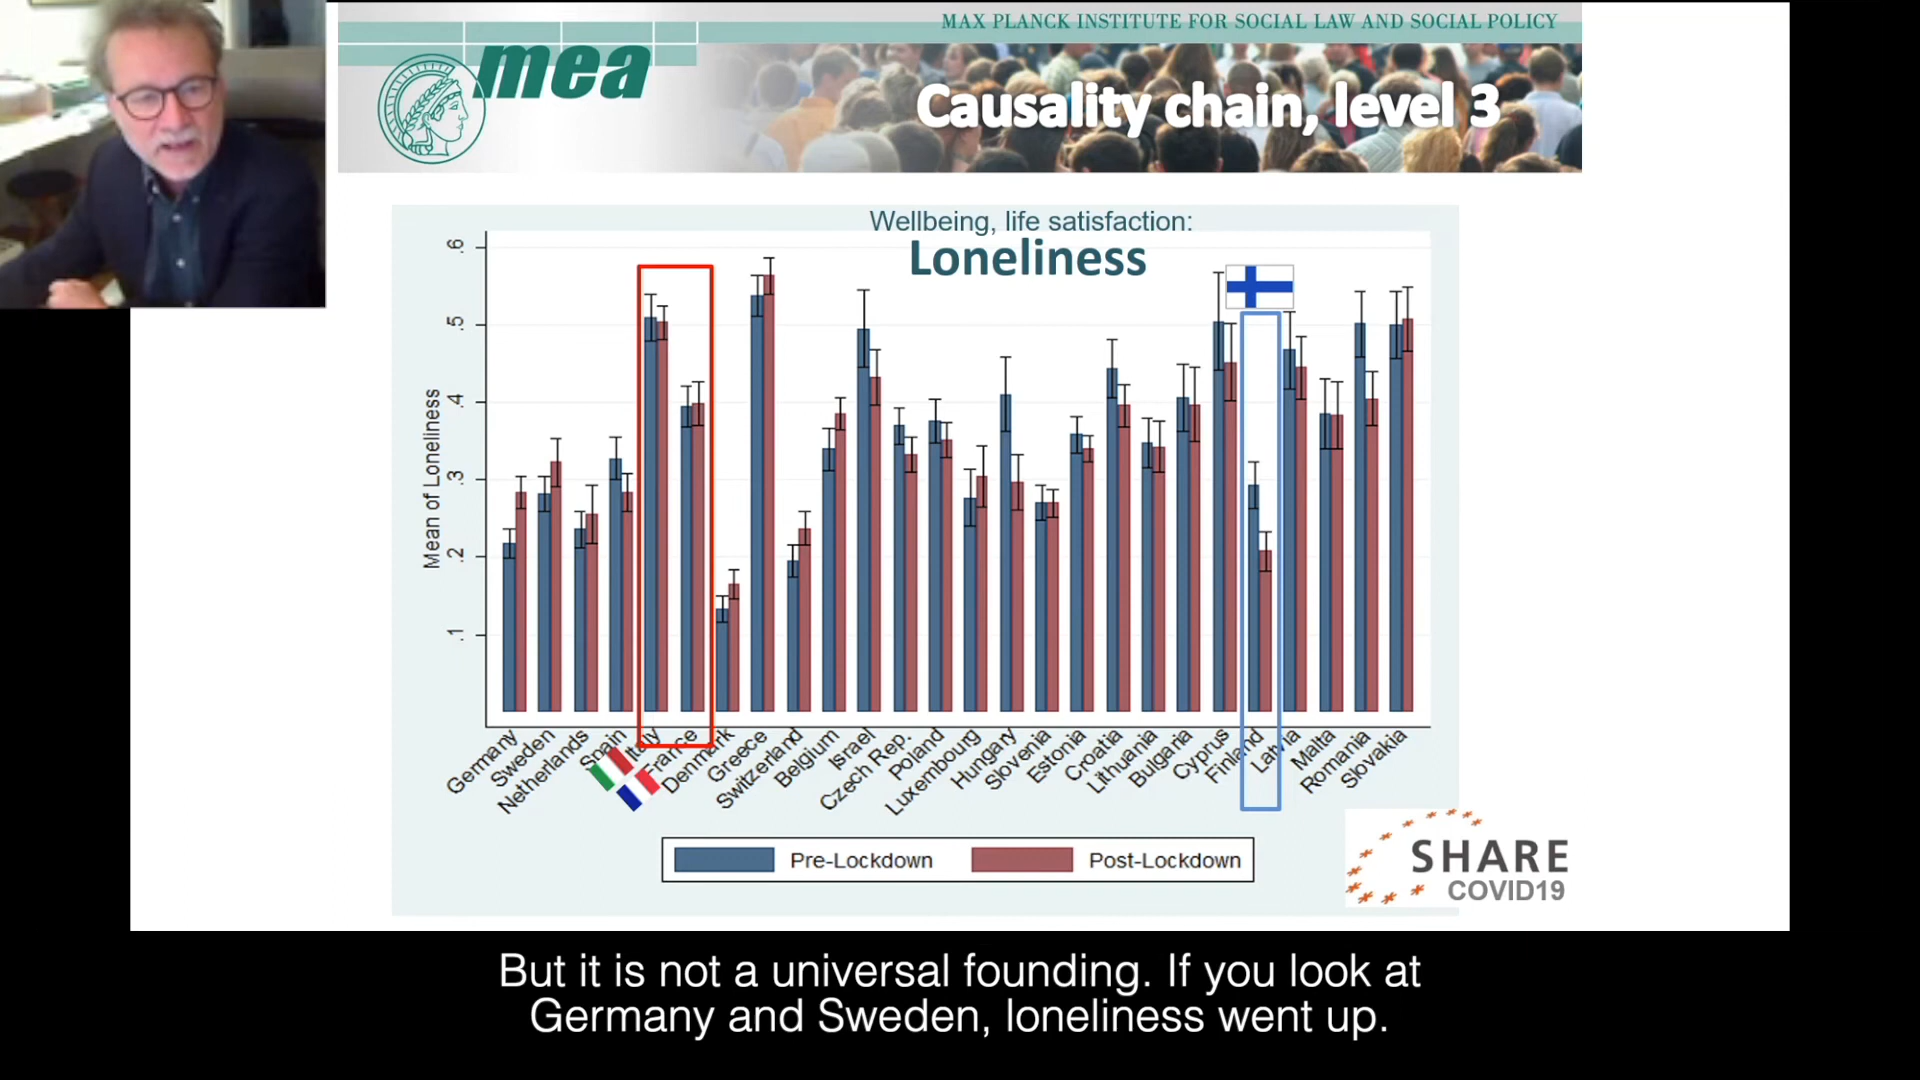 MAX PLANCK INSTITUTE FOR SOCIAL LAW AND SOCIAL POLICY
mea
Causality chain, level 3
Wellbeing, life satisfaction:
Loneliness
Mean of Loneliness
.6
.5
.4
.3
.2
.1
Germany
Sweden
Netherlands
Spain
Italy
France
Denmark
Greece
Switzerland
Belgium
Israel
Czech Rep.
Poland
Luxembourg
Hungary
Slovenia
Estonia
Croatia
Lithuania
Bulgaria
Cyprus
Finland
Latvia
Malta
Romania
Slovakia
Pre-Lockdown
Post-Lockdown
SHARE
COVID19
But it is not a universal founding. If you look at
Germany and Sweden, loneliness went up.